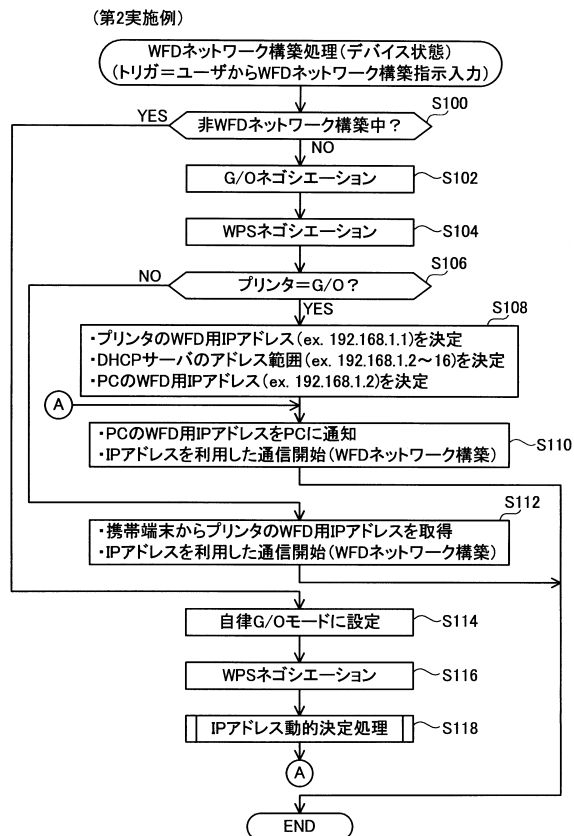 (第2実施例)
WFDネットワーク構築処理(デバイス状態)
(トリガ=ユーザからWFDネットワーク構築指示入力)
S100
YES
非WFDネットワーク構築中?
NO
G/Oネゴシエーション
S102
WPSネゴシエーション
S104
S106
NO
プリンタ=G/O?
YES
S108
・プリンタのWFD用IPアドレス(ex. 192.168.1.1)を決定
・DHCPサーバのアドレス範囲(ex. 192.168.1.2~16)を決定
・PCのWFD用IPアドレス(ex. 192.168.1.2)を決定
A
・PCのWFD用IPアドレスをPCに通知
・IPアドレスを利用した通信開始(WFDネットワーク構築)
S110
S112
・携帯端末からプリンタのWFD用IPアドレスを取得
・IPアドレスを利用した通信開始(WFDネットワーク構築)
自律G/Oモードに設定
S114
WPSネゴシエーション
S116
IPアドレス動的決定処理
S118
A
END